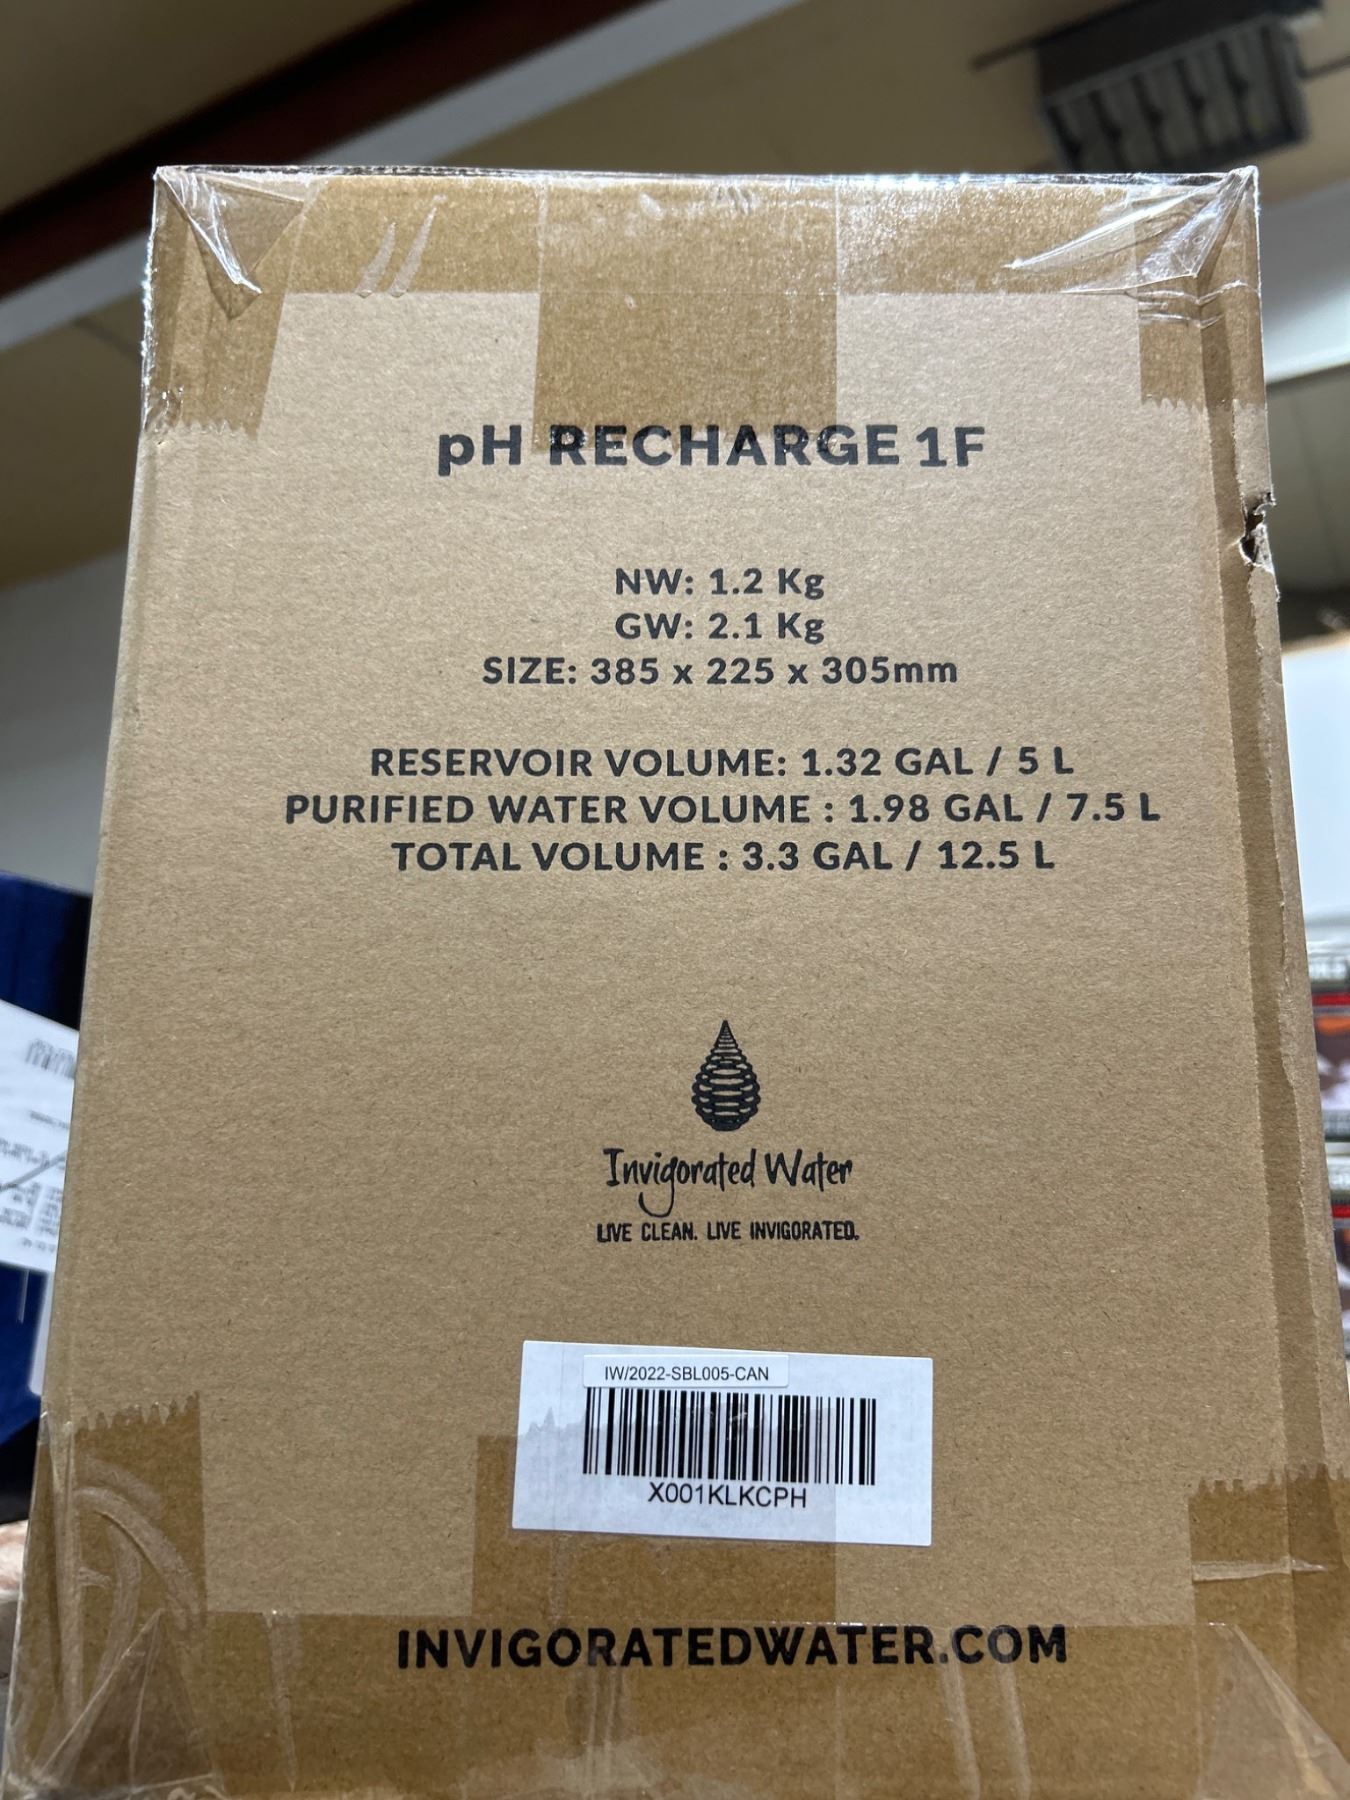 pH RECHARGE 1F
NW: 1.2 Kg
GW: 2.1 Kg
SIZE: 385 x 225 x 305mm
RESERVOIR VOLUME: 1.32 GAL / 5 L
PURIFIED WATER VOLUME : 1.98 GAL / 7.5 L
TOTAL VOLUME : 3.3 GAL / 12.5 L
Invigorated Water
LIVE CLEAN. LIVE INVIGORATED.
IW/2022-SBL005-CAN
X001KLKCPH
INVIGORATEDWATER.COM